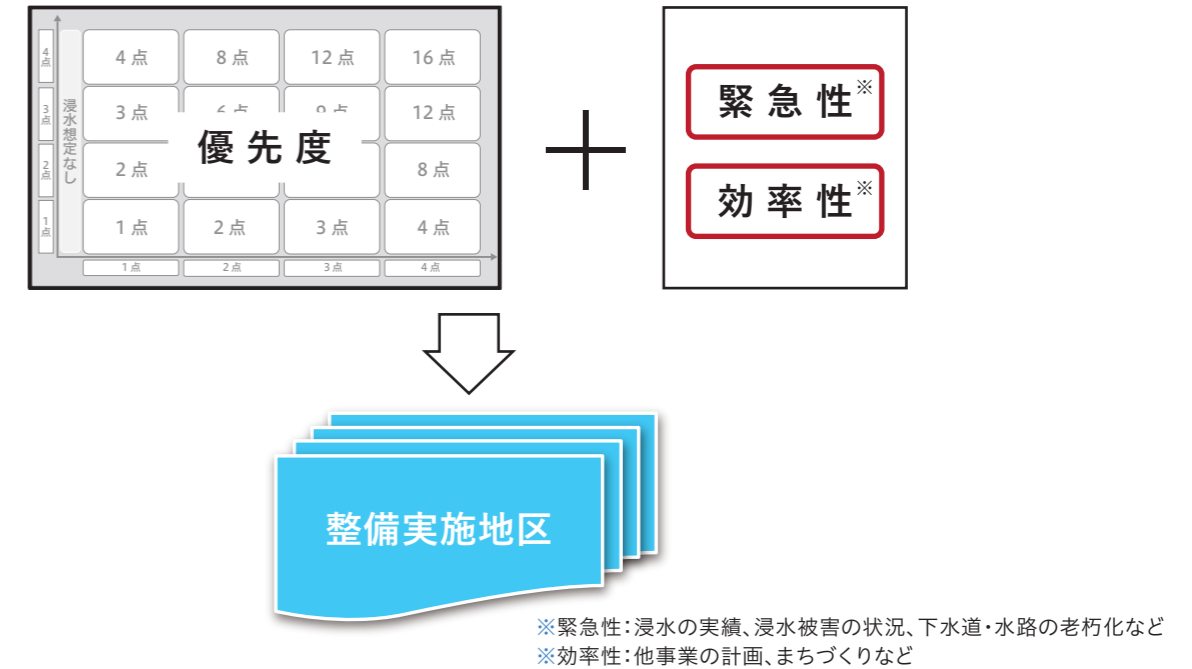 4点
4点
8点
12点
16点
3点
浸水想定なし
3点
12点
優先度
2点
2点
8点
1点
1点
2点
3点
4点
1点
2点
3点
4点
緊急性※
効率性※
整備実施地区
※緊急性:浸水の実績、浸水被害の状況、下水道・水路の老朽化など
※効率性:他事業の計画、まちづくりなど